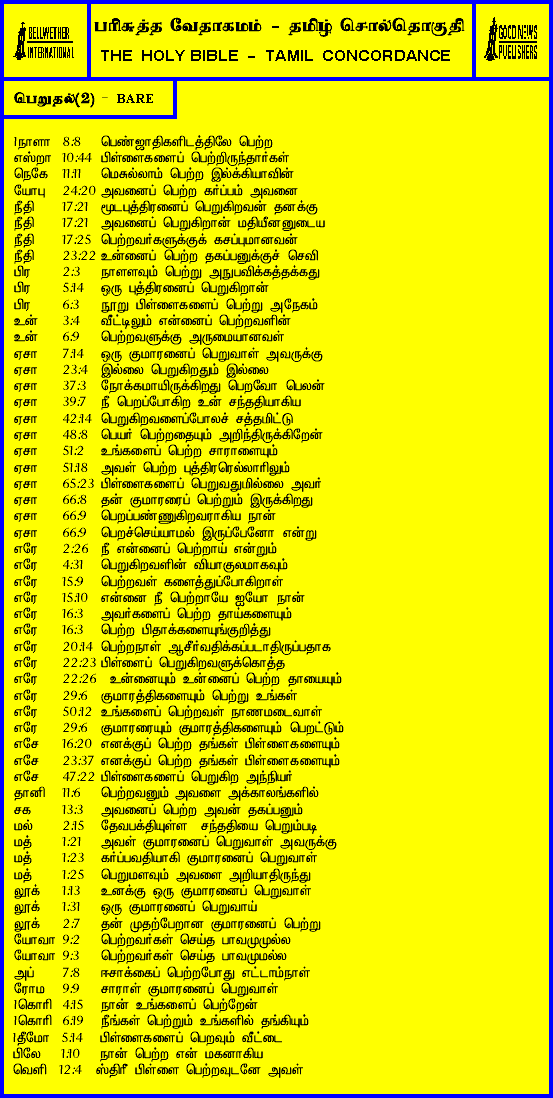 BELLWETHER
INTERNATIONAL
பரிசுத்த வேதாகமம் - தமிழ் சொல்தொகுதி
THE HOLY BIBLE - TAMIL CONCORDANCE
GOOD NEWS
PUBLISHERS
பெறுதல்(2) - BARE
1நாளா 8:8 பெண்ஜாதிகளிடத்திலே பெற்ற
எஸ்றா 10:44 பிள்ளைகளைப் பெற்றிருந்தார்கள்
நெகே 11:11 மெசுல்லாம் பெற்ற இல்க்கியாவின்
யோபு 24:20 அவனைப் பெற்ற கர்ப்பம் அவனை
நீதி 17:21 மூடபுத்திரனைப் பெறுகிறவன் தனக்கு
நீதி 17:21 அவனைப் பெறுகிறான் மதியீனனுடைய
நீதி 17:25 பெற்றவர்களுக்குக் கசப்புமானவன்
நீதி 23:22 உன்னைப் பெற்ற தகப்பனுக்குச் செவி
பிர 2:3 நாளளவும் பெற்று அநுபவிக்கத்தக்கது
பிர 5:14 ஒரு புத்திரனைப் பெறுகிறான்
பிர 6:3 நூறு பிள்ளைகளைப் பெற்று அநேகம்
உன் 3:4 வீட்டிலும் என்னைப் பெற்றவளின்
உன் 6:9 பெற்றவளுக்கு அருமையானவள்
ஏசா 7:14 ஒரு குமாரனைப் பெறுவாள் அவருக்கு
ஏசா 23:4 இல்லை பெறுகிறதும் இல்லை
ஏசா 37:3 நோக்கமாயிருக்கிறது பெறவோ பெலன்
ஏசா 39:7 நீ பெறப்போகிற உன் சந்ததியாகிய
ஏசா 42:14 பெறுகிறவளைப்போலச் சத்தமிட்டு
ஏசா 48:8 பெயர் பெற்றதையும் அறிந்திருக்கிறேன்
ஏசா 51:2 உங்களைப் பெற்ற சாராளையும்
ஏசா 51:18 அவள் பெற்ற புத்திரரெல்லாரிலும்
ஏசா 65:23 பிள்ளைகளைப் பெறுவதுமில்லை அவர்
ஏசா 66:8 தன் குமாரரைப் பெற்றும் இருக்கிறது
ஏசா 66:9 பெறப்பண்ணுகிறவராகிய நான்
ஏசா 66:9 பெறச்செய்யாமல் இருப்பேனோ என்று
எரே 2:26 நீ என்னைப் பெற்றாய் என்றும்
எரே 4:31 பெறுகிறவளின் வியாகுலமாகவும்
எரே 15:9 பெற்றவள் களைத்துப்போகிறாள்
எரே 15:10 என்னை நீ பெற்றாயே ஐயோ நான்
எரே 16:3 அவர்களைப் பெற்ற தாய்களையும்
எரே 16:3 பெற்ற பிதாக்களையுங்குறித்து
எரே 20:14 பெற்றநாள் ஆசீர்வதிக்கப்படாதிருப்பதாக
எரே 22:23 பிள்ளைப் பெறுகிறவளுக்கொத்த
எரே 22:26 உன்னையும் உன்னைப் பெற்ற தாயையும்
எரே 29:6 குமாரத்திகளையும் பெற்று உங்கள்
எரே 50:12 உங்களைப் பெற்றவள் நாணமடைவாள்
எரே 29:6 குமாரரையும் குமாரத்திகளையும் பெறட்டும்
எசே 16:20 எனக்குப் பெற்ற தங்கள் பிள்ளைகளையும்
எசே 23:37 எனக்குப் பெற்ற தங்கள் பிள்ளைகளையும்
எசே 47:22 பிள்ளைகளைப் பெறுகிற அந்நியர்
தானி 11:6 பெற்றவனும் அவளை அக்காலங்களில்
சக 13:3 அவனைப் பெற்ற அவன் தகப்பனும்
மல் 2:15 தேவபக்தியுள்ள சந்ததியை பெறும்படி
மத் 1:21 அவள் குமாரனைப் பெறுவாள் அவருக்கு
மத் 1:23 கர்ப்பவதியாகி குமாரனைப் பெறுவாள்
மத் 1:25 பெறுமளவும் அவளை அறியாதிருந்து
லூக் 1:13 உனக்கு ஒரு குமாரனைப் பெறுவாள்
லூக் 1:31 ஒரு குமாரனைப் பெறுவாய்
லூக் 2:7 தன் முதற்பேறான குமாரனைப் பெற்று
யோவா 9:2 பெற்றவர்கள் செய்த பாவமுமுல்ல
யோவா 9:3 பெற்றவர்கள் செய்த பாவமுமல்ல
அப் 7:8 ஈசாக்கைப் பெற்றபோது எட்டாம்நாள்
ரோம 9:9 சாராள் குமாரனைப் பெறுவாள்
1கொரி 4:15 நான் உங்களைப் பெற்றேன்
1கொரி 6:19 நீங்கள் பெற்றும் உங்களில் தங்கியும்
1தீமோ 5:14 பிள்ளைகளைப் பெறவும் வீட்டை
பிலே 1:10 நான் பெற்ற என் மகனாகிய
வெளி 12:4 ஸ்திரீ பிள்ளை பெற்றவுடனே அவள்